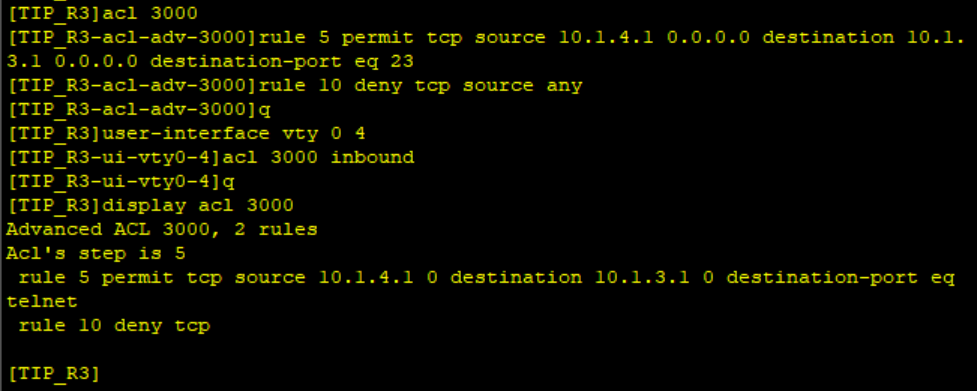 [TIP_R3]acl 3000
[TIP_R3-acl-adv-3000]rule 5 permit tcp source 10.1.4.1 0.0.0.0 destination 10.1.
3.1 0.0.0.0 destination-port eq 23
[TIP_R3-acl-adv-3000]rule 10 deny tcp source any
[TIP_R3-acl-adv-3000]q
[TIP_R3]user-interface vty 0 4
[TIP_R3-ui-vty0-4]acl 3000 inbound
[TIP_R3-ui-vty0-4]q
[TIP_R3]display acl 3000
Advanced ACL 3000, 2 rules
Acl's step is 5
 rule 5 permit tcp source 10.1.4.1 0 destination 10.1.3.1 0 destination-port eq
telnet
 rule 10 deny tcp
[TIP_R3]